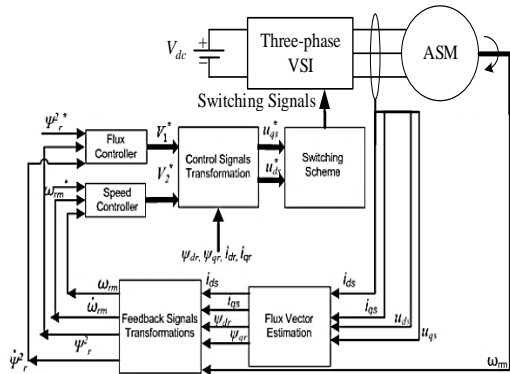 V_dc
Three-phase
VSI
ASM
Switching Signals
Ψ²_r*
Flux
Controller
V₁*
Control Signals
Transformation
u*_qs
u*_ds
Switching
Scheme
ω_rm*
Speed
Controller
V₂*
Ψ_dr, Ψ_qr, i_dr, i_qr
ω_rm
ω̇_rm
Ψ²_r
Ψ̇²_r
Feedback Signals
Transformations
i_ds
i_qs
Ψ_dr
Ψ_qr
Flux Vector
Estimation
i_ds
i_qs
u_ds
u_qs
ω_rm